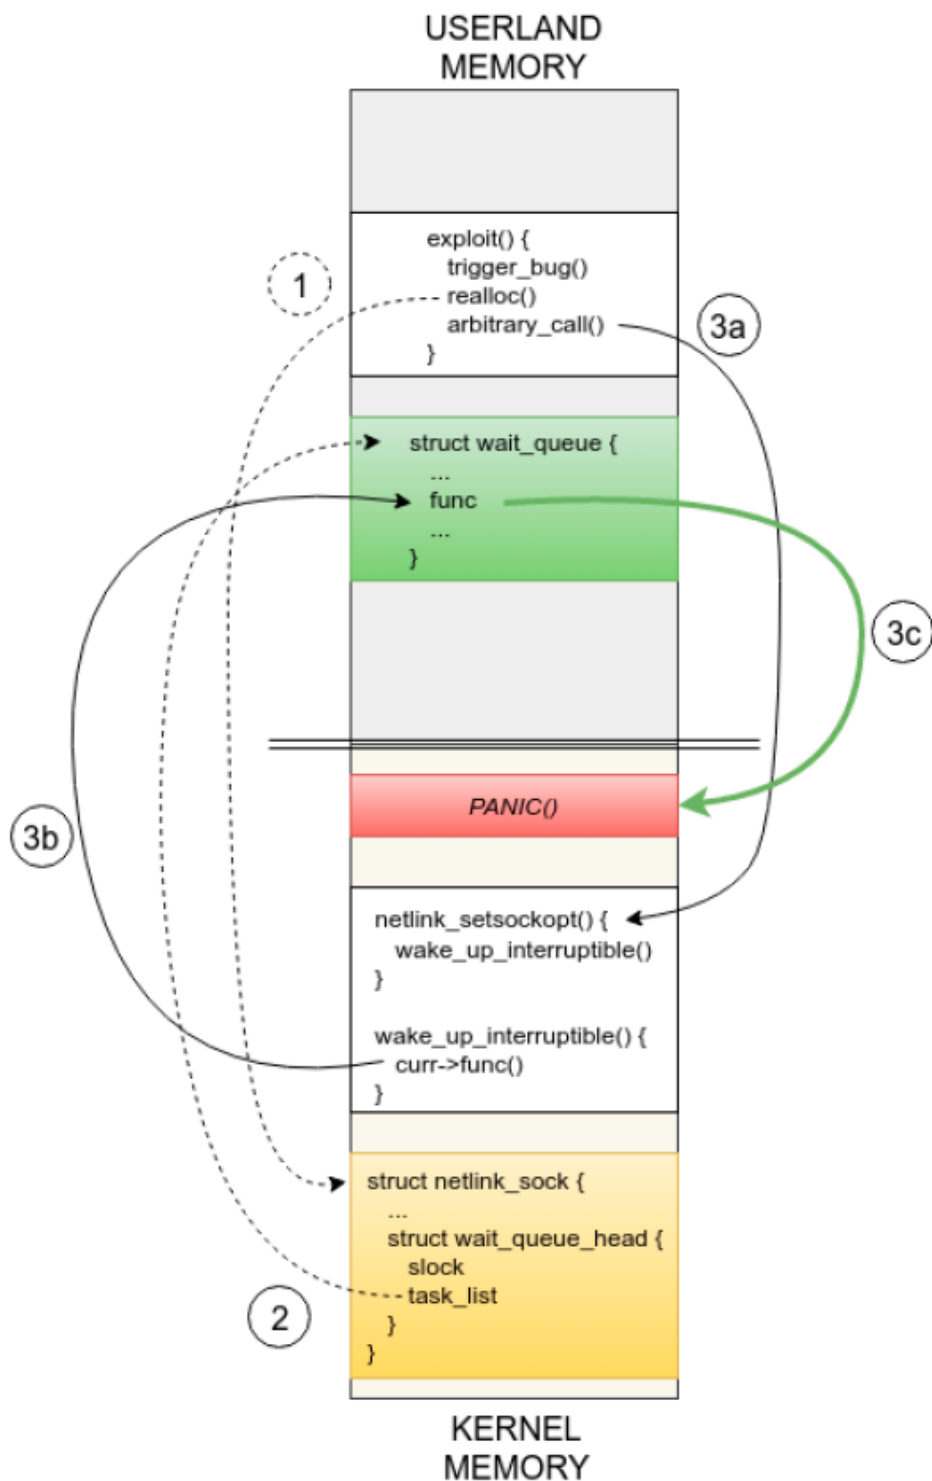 USERLAND
MEMORY
exploit() {
trigger_bug()
1
realloc()
arbitrary_call()
3a
}
struct wait_queue {
...
func
...
}
3c
PANIC()
3b
netlink_setsockopt() {
wake_up_interruptible()
}
wake_up_interruptible() {
curr->func()
}
struct netlink_sock {
...
struct wait_queue_head {
slock
task_list
2
}
}
KERNEL
MEMORY